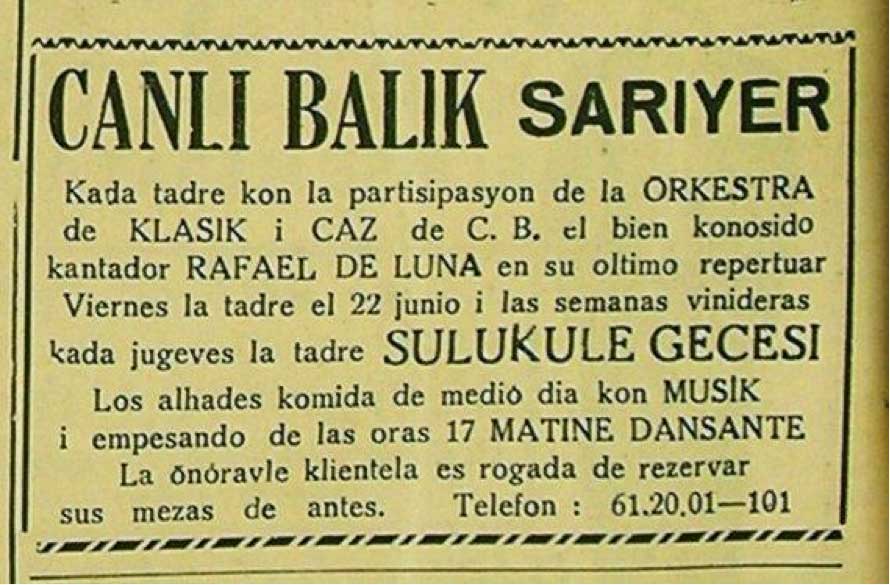 CANLI BALIK SARIYER
Kada tadre kon la partisipasyon de la ORKESTRA
de KLASIK i CAZ de C. B. el bien konosido
kantador RAFAEL DE LUNA en su oltimo repertuar
Viernes la tadre el 22 junio i las semanas vinideras
kada jugeves la tadre SULUKULE GECESI
Los alhades komida de medió dia kon MUSİK
i empesando de las oras 17 MATINE DANSANTE
La önóravle klientela es rogada de rezervar
sus mezas de antes. Telefon : 61.20.01—101